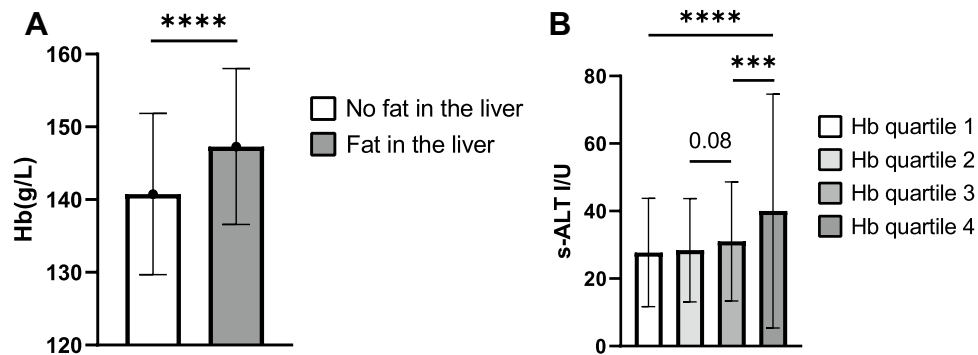 A
****
Hb(g/L)
160
150
140
130
120
No fat in the liver
Fat in the liver
B
****
***
0.08
s-ALT I/U
80
60
40
20
0
Hb quartile 1
Hb quartile 2
Hb quartile 3
Hb quartile 4